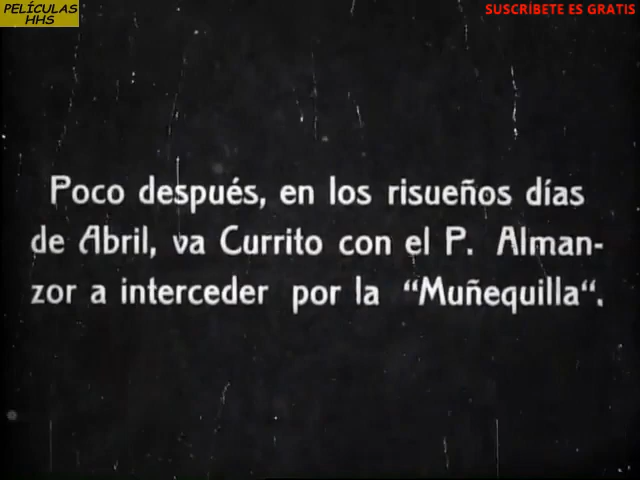 PELÍCULAS
HHS
SUSCRÍBETE ES GRATIS
Poco después, en los risueños días
de Abril, va Currito con el P. Alman-
zor a interceder por la “Muñequilla“.